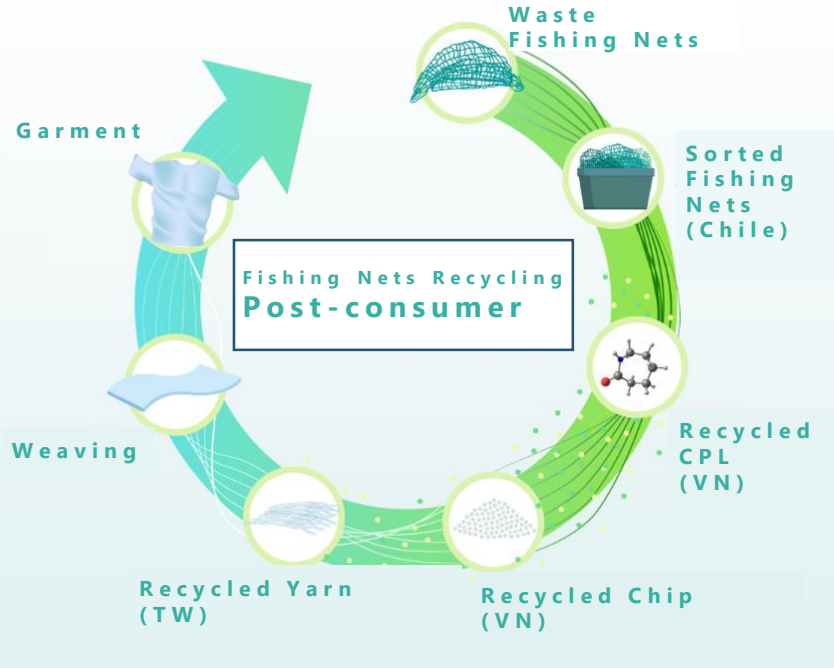 Waste
Fishing Nets
Sorted
Fishing
Nets
(Chile)
Recycled
CPL
(VN)
Recycled Chip
(VN)
Recycled Yarn
(TW)
Weaving
Garment
Fishing Nets Recycling
Post-consumer